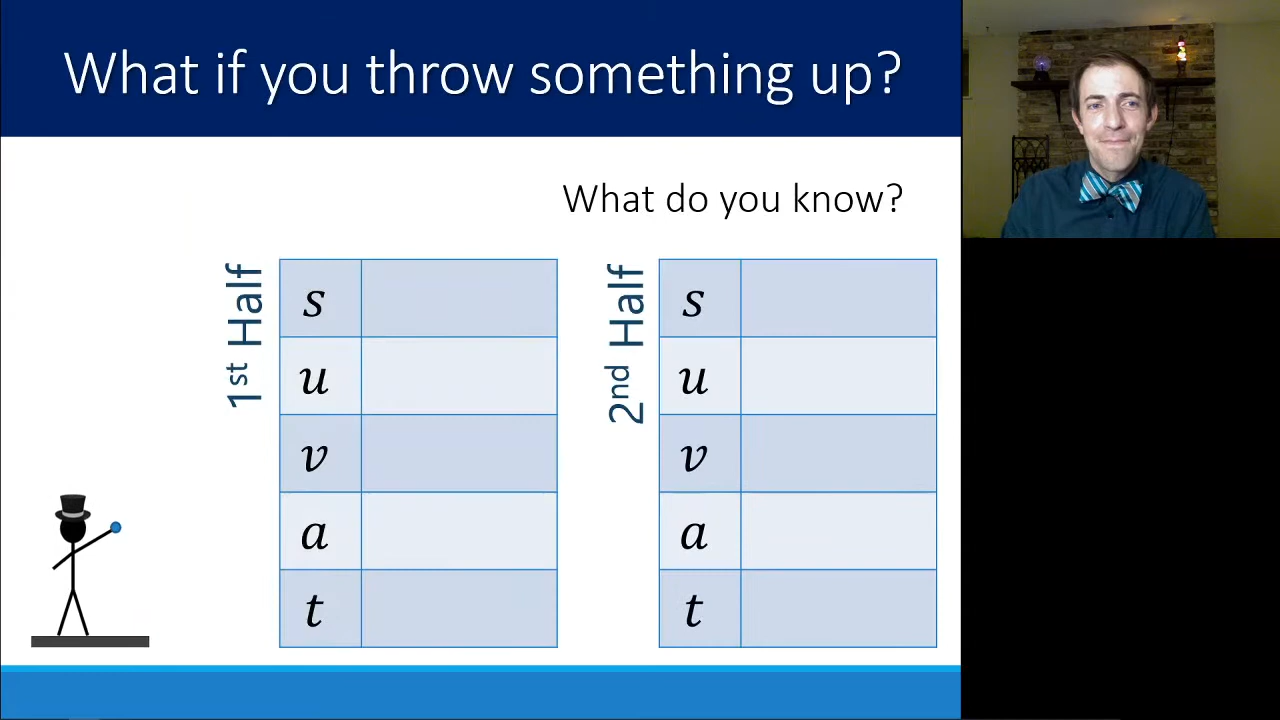 What if you throw something up?
What do you know?
1st Half
s
u
v
a
t
2nd Half
s
u
v
a
t